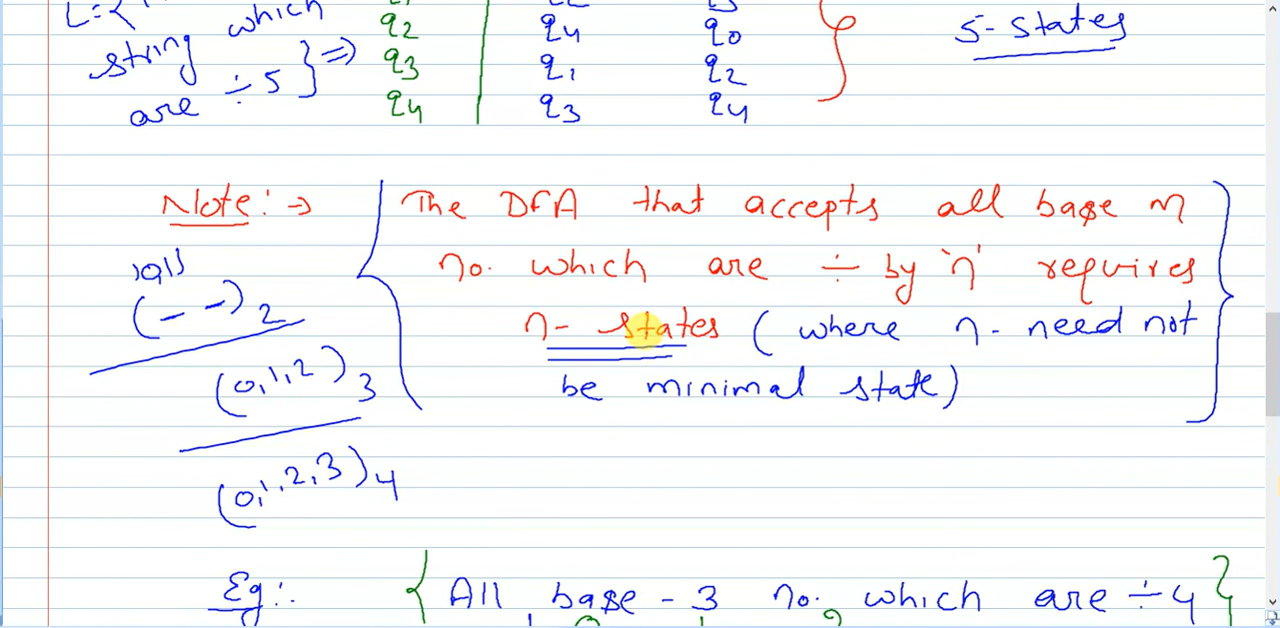 string which
are ÷ 5 } =>
q2 q4 q0
q3 q1 q2
q4 q3 q4
5-states
Note: → The DFA that accepts all base m
no. which are ÷ by 'n' requires
n- states ( where n- need not
be minimal state)
1011
(_ _)2
(0,1,2)3
(0,1,2,3)4
Eg:. { All base - 3 no. which are ÷ 4 }